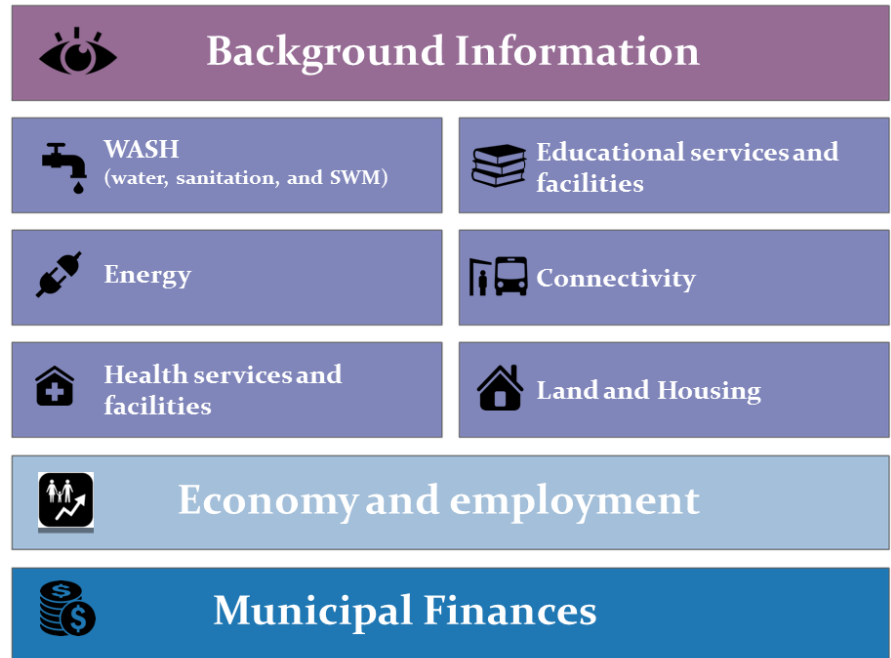 Background Information
WASH
(water, sanitation, and SWM)
Educational services and
facilities
Energy
Connectivity
Health services and
facilities
Land and Housing
Economy and employment
Municipal Finances